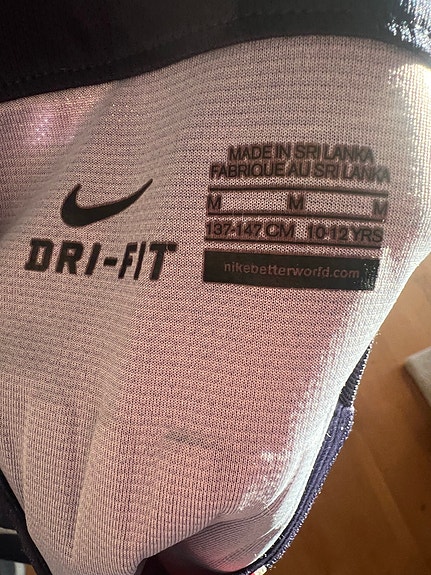 MADE IN SRI LANKA
FABRIQUE AU SRI LANKA
M M M
137-147 CM 10-12 YRS
nikebetterworld.com
DRI-FIT